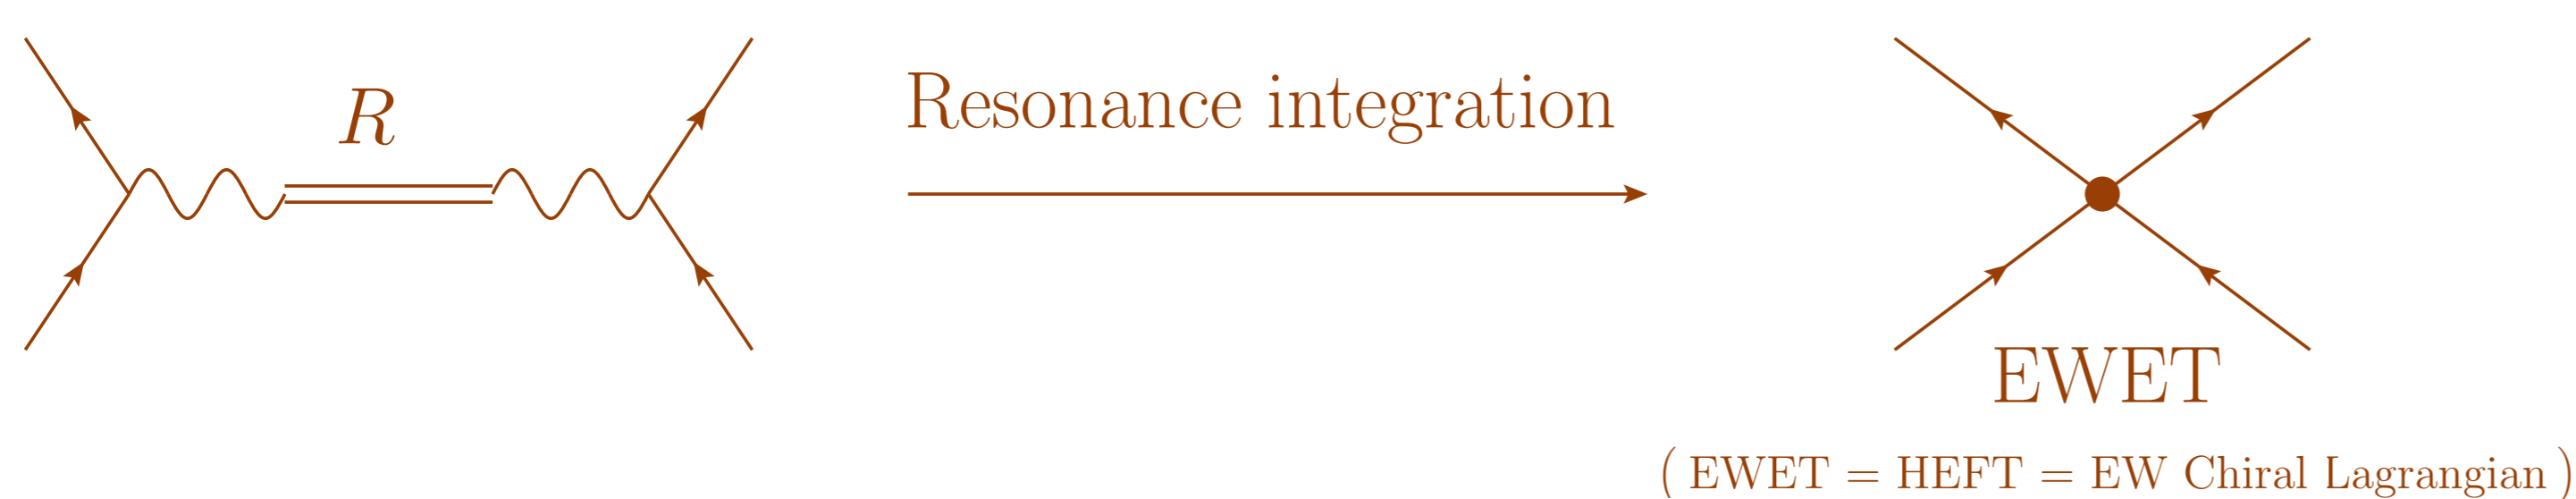 R
Resonance integration
EWET
( EWET = HEFT = EW Chiral Lagrangian )